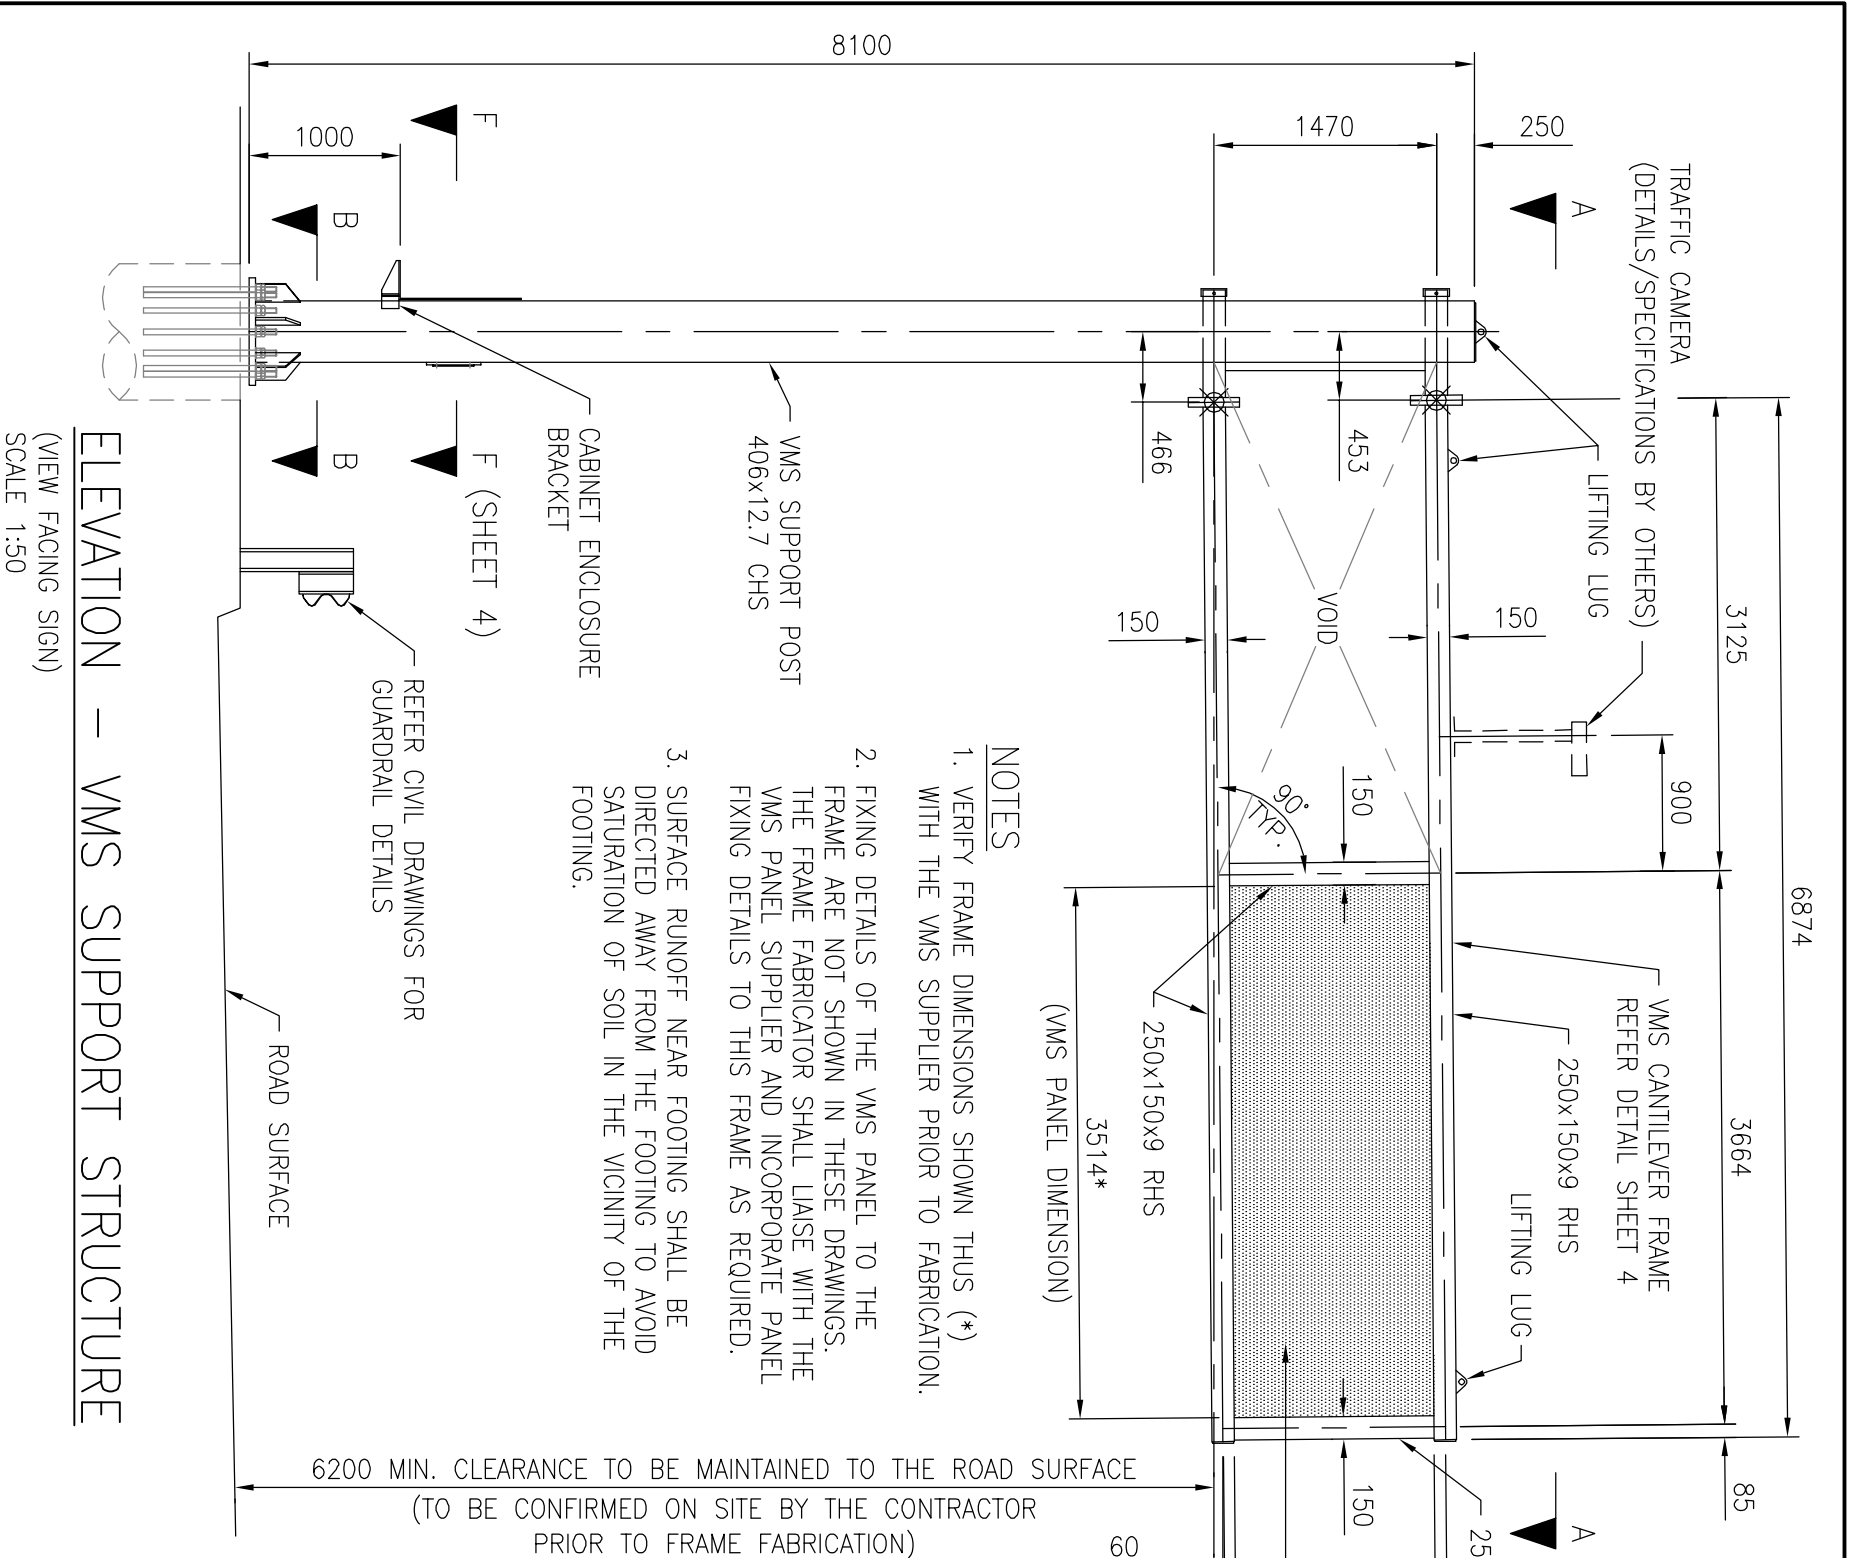 8100
1000
1470
250
F
B
A
TRAFFIC CAMERA
(DETAILS/SPECIFICATIONS BY OTHERS)
LIFTING LUG
453
466
3125
6874
150
150
VOID
900
150
90°
TYP.
VMS SUPPORT POST
406x12.7 CHS
CABINET ENCLOSURE
BRACKET
B
F (SHEET 4)
REFER CIVIL DRAWINGS FOR
GUARDRAIL DETAILS
ROAD SURFACE
VMS CANTILEVER FRAME
REFER DETAIL SHEET 4
250x150x9 RHS
3664
LIFTING LUG
250x150x9 RHS
3514*
(VMS PANEL DIMENSION)
85
150
25
A
60
NOTES
1. VERIFY FRAME DIMENSIONS SHOWN THUS (*)
WITH THE VMS SUPPLIER PRIOR TO FABRICATION.
2. FIXING DETAILS OF THE VMS PANEL TO THE
FRAME ARE NOT SHOWN IN THESE DRAWINGS.
THE FRAME FABRICATOR SHALL LIAISE WITH THE
VMS PANEL SUPPLIER AND INCORPORATE PANEL
FIXING DETAILS TO THIS FRAME AS REQUIRED.
3. SURFACE RUNOFF NEAR FOOTING SHALL BE
DIRECTED AWAY FROM THE FOOTING TO AVOID
SATURATION OF SOIL IN THE VICINITY OF THE
FOOTING.
6200 MIN. CLEARANCE TO BE MAINTAINED TO THE ROAD SURFACE
(TO BE CONFIRMED ON SITE BY THE CONTRACTOR
PRIOR TO FRAME FABRICATION)
ELEVATION – VMS SUPPORT STRUCTURE
(VIEW FACING SIGN)
SCALE 1:50